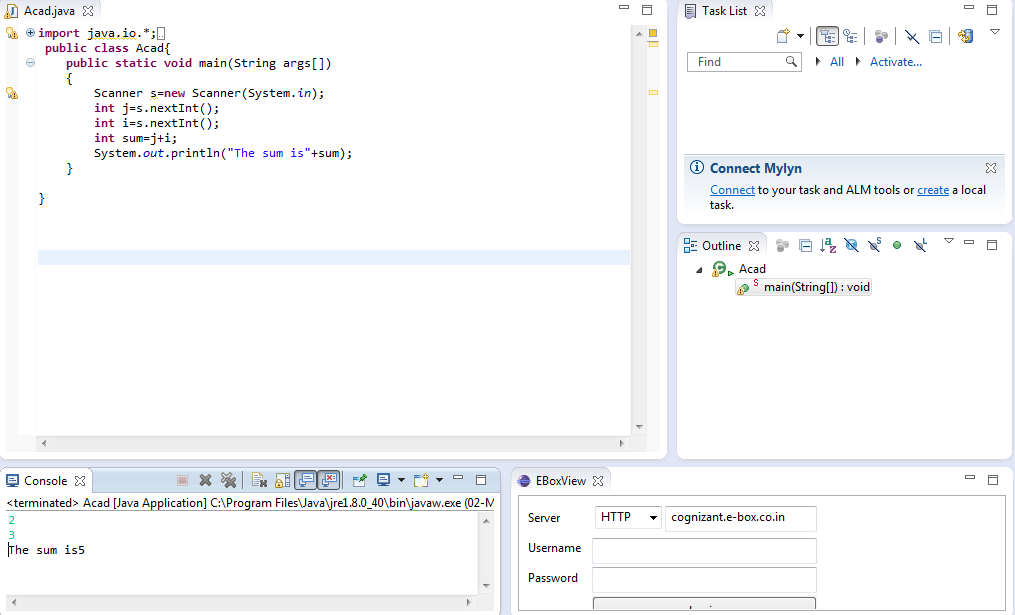 Acad.java
import java.io.*;
public class Acad{
public static void main(String args[])
{
Scanner s=new Scanner(System.in);
int j=s.nextInt();
int i=s.nextInt();
int sum=j+i;
System.out.println("The sum is"+sum);
}
}
Task List
Find
All
Activate...
Connect Mylyn
Connect to your task and ALM tools or create a local
task.
Outline
Acad
main(String[]) : void
Console
<terminated> Acad [Java Application] C:\Program Files\Java\jre1.8.0_40\bin\javaw.exe (02-M
2
3
The sum is5
EBoxView
Server
HTTP
cognizant.e-box.co.in
Username
Password